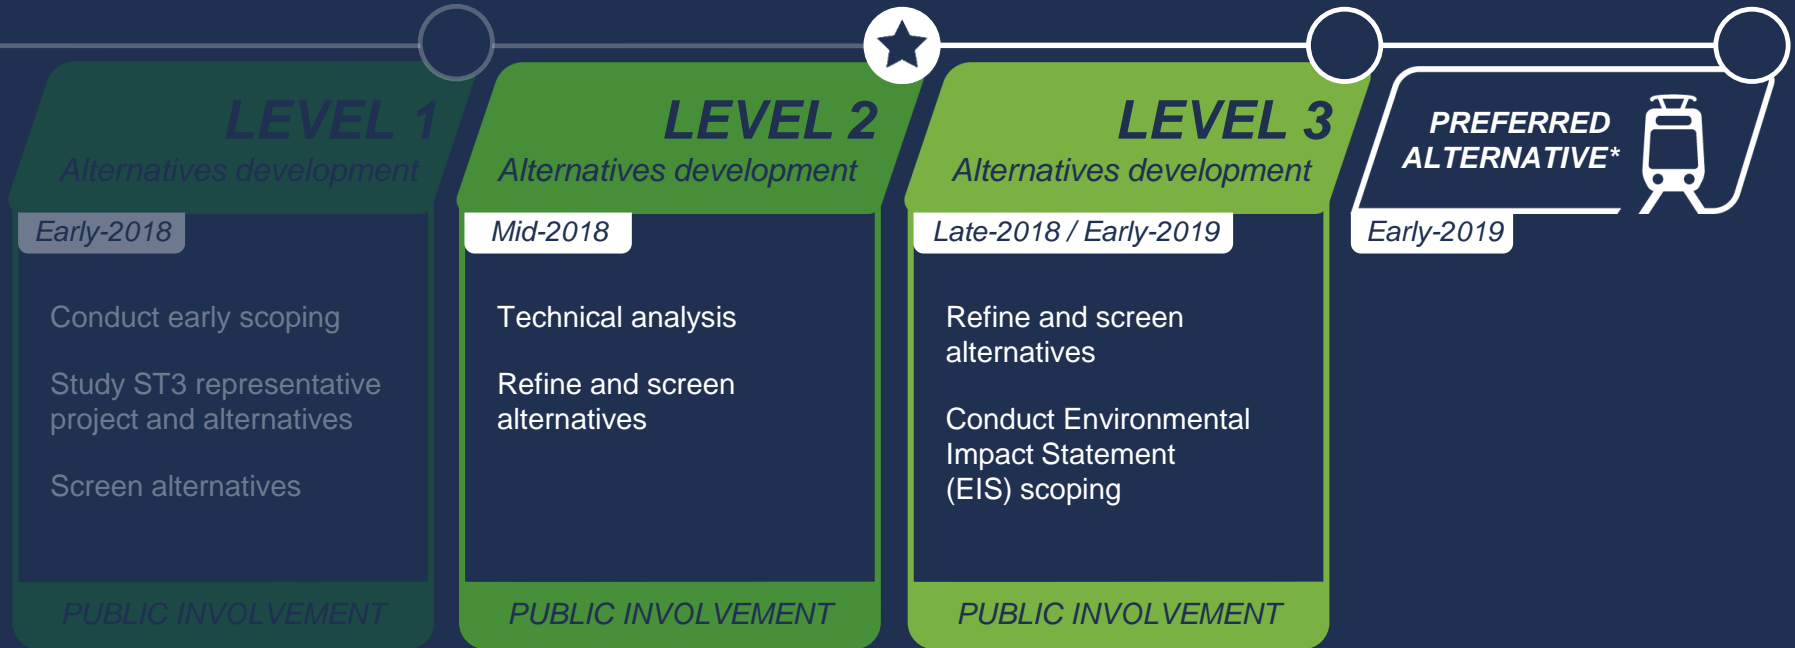 LEVEL 1
Alternatives development
Early-2018
Conduct early scoping
Study ST3 representative
project and alternatives
Screen alternatives
PUBLIC INVOLVEMENT
LEVEL 2
Alternatives development
Mid-2018
Technical analysis
Refine and screen
alternatives
PUBLIC INVOLVEMENT
LEVEL 3
Alternatives development
Late-2018 / Early-2019
Refine and screen
alternatives
Conduct Environmental
Impact Statement
(EIS) scoping
PUBLIC INVOLVEMENT
PREFERRED
ALTERNATIVE*
Early-2019